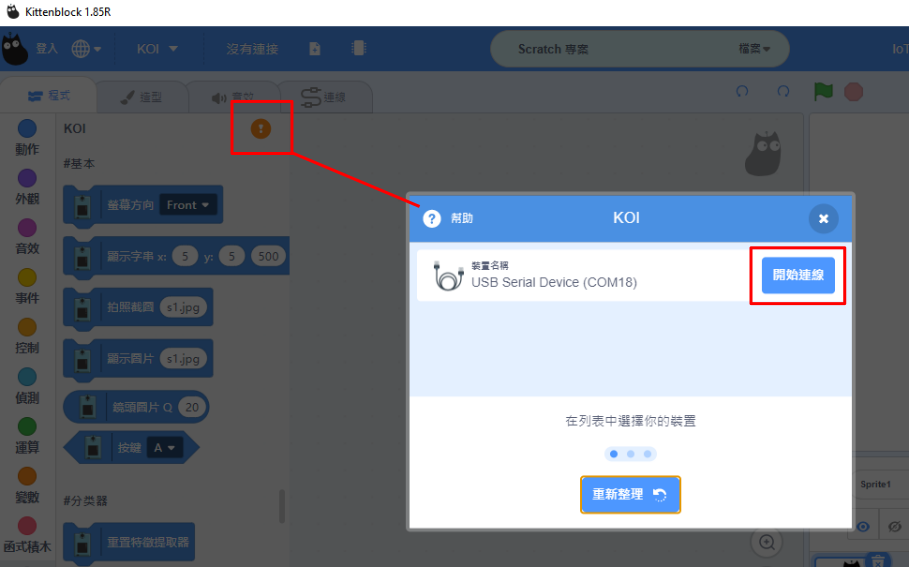 Kittenblock 1.85R
登入
KOI
沒有連接
Scratch 專案
檔案
IoT
程式
造型
音效
連線
動作
外觀
音效
事件
控制
偵測
運算
變數
函式積木
KOI
#基本
螢幕方向 Front
顯示字串 x: 5 y: 5 500
拍照截圖 s1.jpg
顯示圖片 s1.jpg
鏡頭圖片 Q 20
按鍵 A
#分类器
重置特徵提取器
? 幫助
KOI
裝置名稱
USB Serial Device (COM18)
開始連線
在列表中選擇你的裝置
重新整理
Sprite1